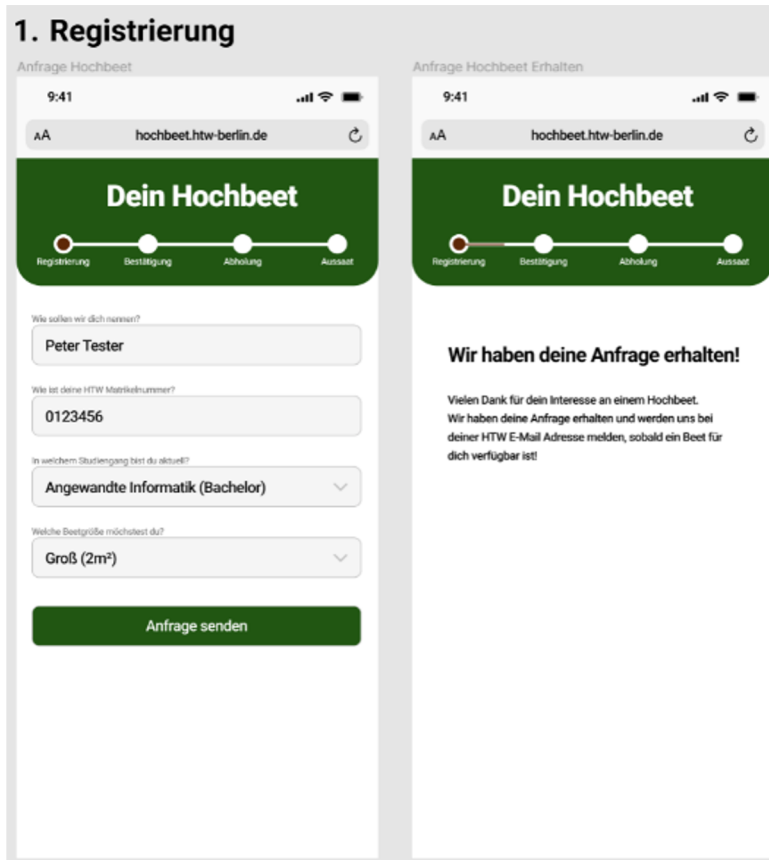 1. Registrierung
Anfrage Hochbeet
9:41
AA
hochbeet.htw-berlin.de
Dein Hochbeet
Registrierung
Bestätigung
Abholung
Aussaat
Wie sollen wir dich nennen?
Peter Tester
Wie ist deine HTW Matrikelnummer?
0123456
In welchem Studiengang bist du aktuell?
Angewandte Informatik (Bachelor)
Welche Beetgröße möchstest du?
Groß (2m²)
Anfrage senden
Anfrage Hochbeet Erhalten
9:41
AA
hochbeet.htw-berlin.de
Dein Hochbeet
Registrierung
Bestätigung
Abholung
Aussaat
Wir haben deine Anfrage erhalten!
Vielen Dank für dein Interesse an einem Hochbeet.
Wir haben deine Anfrage erhalten und werden uns bei
deiner HTW E-Mail Adresse melden, sobald ein Beet für
dich verfügbar ist!